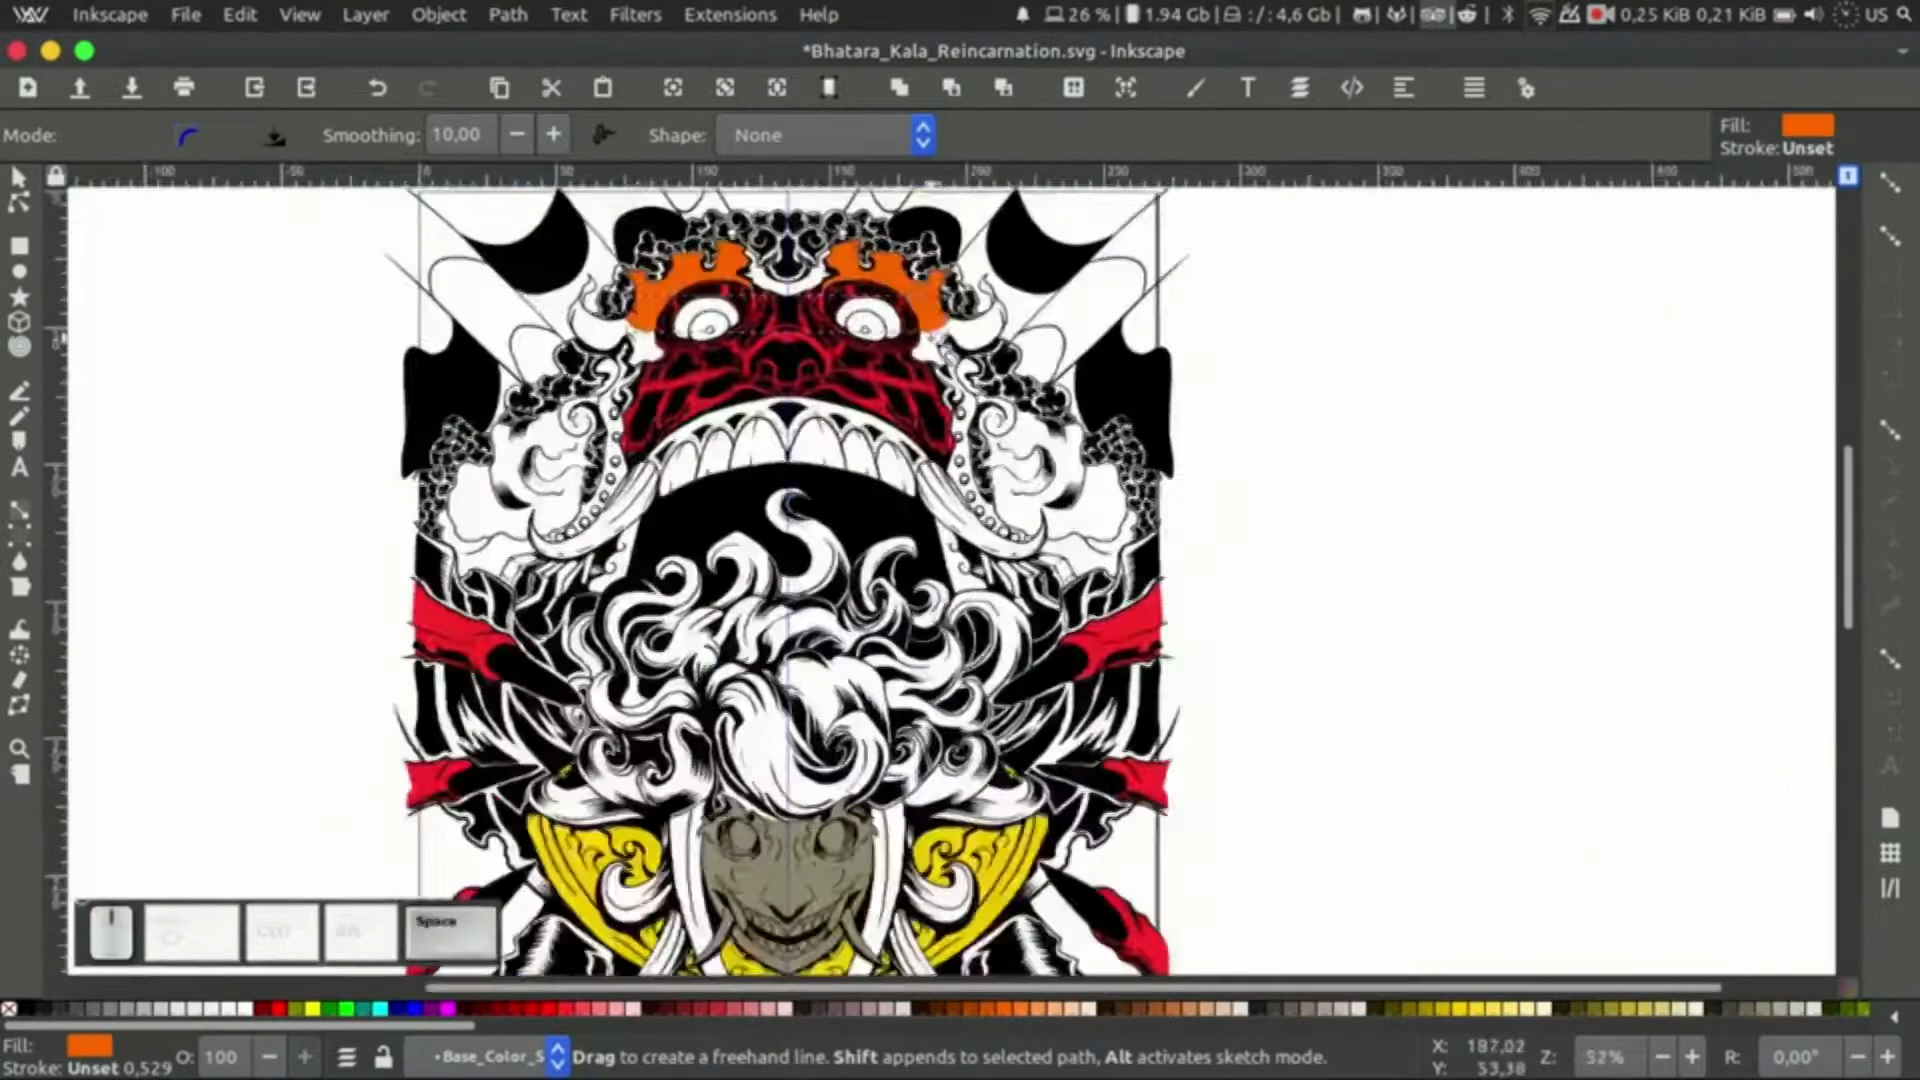 Inkscape File Edit View Layer Object Path Text Filters Extensions Help 26 % 1.94 Gb :/: 4,6 Gb 0,25 KiB 0,21 KiB US
*Bhatara_Kala_Reincarnation.svg - Inkscape
Mode: Smoothing: 10,00 Shape: None Fill:
Stroke: Unset
Space
Fill: O: 100 •Base_Color_S Drag to create a freehand line. Shift appends to selected path, Alt activates sketch mode. X: 187,02 Z: 52% R: 0,00°
Stroke: Unset 0,529 Y: 53,38